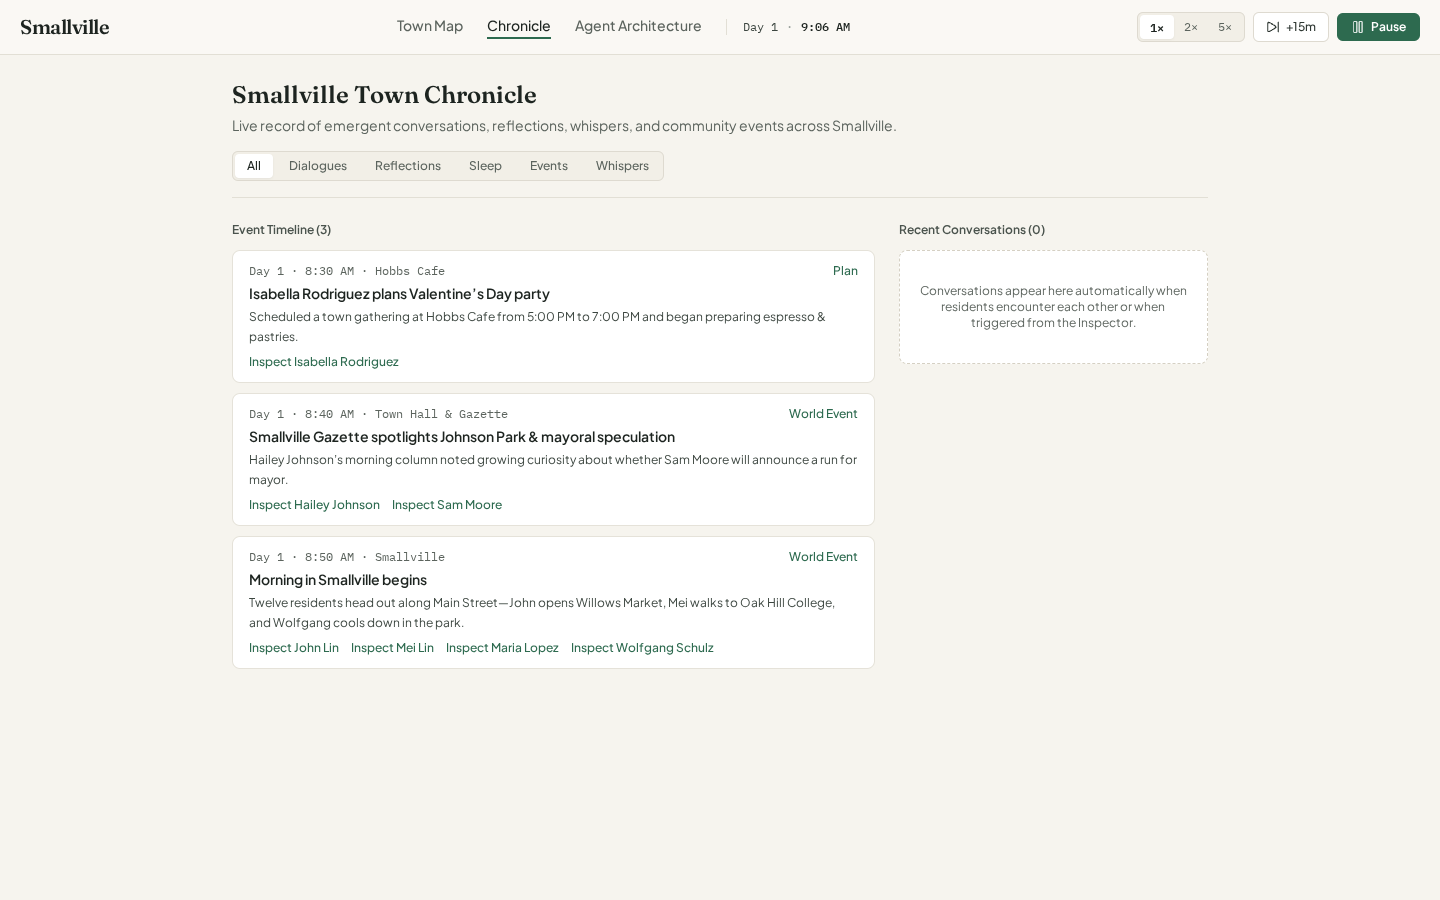 Smallville
Town Map
Chronicle
Agent Architecture
Day 1 · 9:06 AM
1×
2×
5×
+15m
Pause
Smallville Town Chronicle
Live record of emergent conversations, reflections, whispers, and community events across Smallville.
All
Dialogues
Reflections
Sleep
Events
Whispers
Event Timeline (3)
Day 1 · 8:30 AM · Hobbs Cafe
Plan
Isabella Rodriguez plans Valentine’s Day party
Scheduled a town gathering at Hobbs Cafe from 5:00 PM to 7:00 PM and began preparing espresso &
pastries.
Inspect Isabella Rodriguez
Day 1 · 8:40 AM · Town Hall & Gazette
World Event
Smallville Gazette spotlights Johnson Park & mayoral speculation
Hailey Johnson’s morning column noted growing curiosity about whether Sam Moore will announce a run for
mayor.
Inspect Hailey Johnson
Inspect Sam Moore
Day 1 · 8:50 AM · Smallville
World Event
Morning in Smallville begins
Twelve residents head out along Main Street—John opens Willows Market, Mei walks to Oak Hill College,
and Wolfgang cools down in the park.
Inspect John Lin
Inspect Mei Lin
Inspect Maria Lopez
Inspect Wolfgang Schulz
Recent Conversations (0)
Conversations appear here automatically when
residents encounter each other or when
triggered from the Inspector.